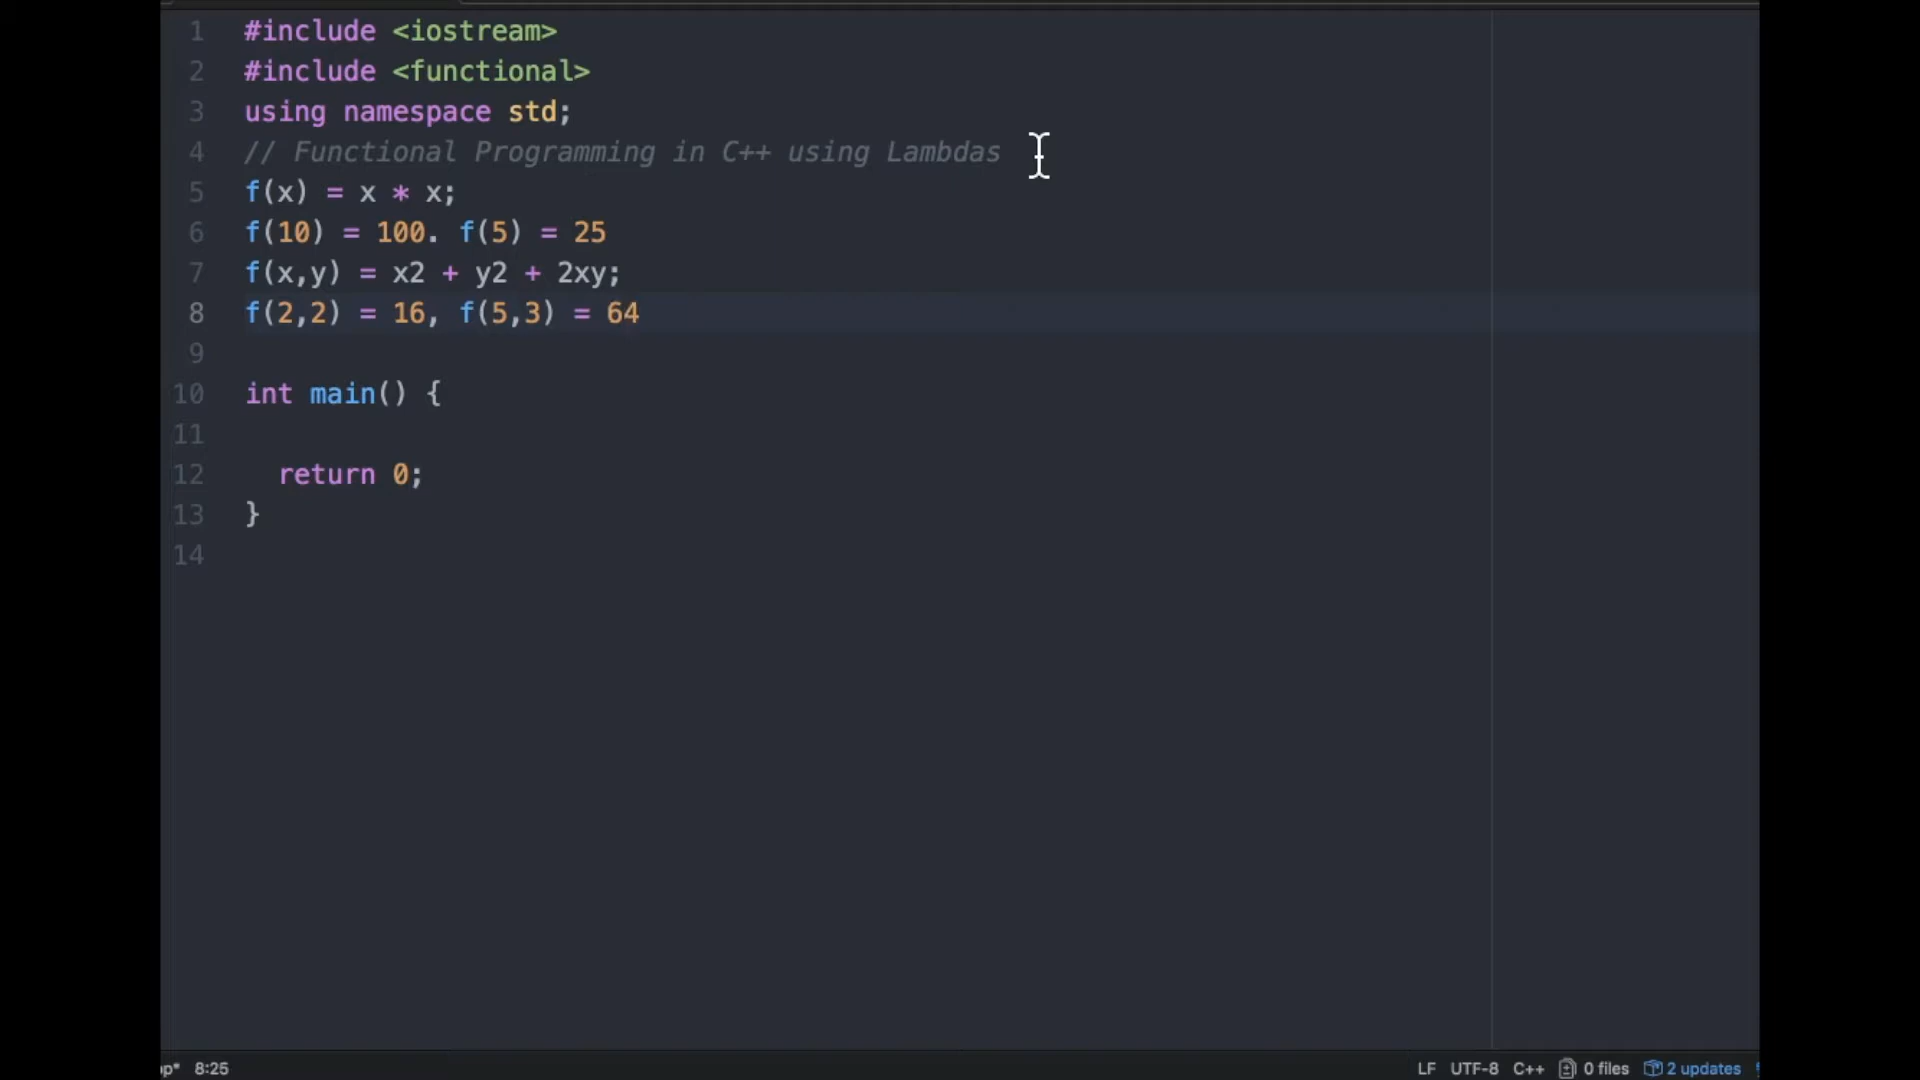 1 #include <iostream>
2 #include <functional>
3 using namespace std;
4 // Functional Programming in C++ using Lambdas
5 f(x) = x * x;
6 f(10) = 100. f(5) = 25
7 f(x,y) = x2 + y2 + 2xy;
8 f(2,2) = 16, f(5,3) = 64
9
10 int main() {
11
12 return 0;
13 }
14
pp* 8:25 LF UTF-8 C++ 0 files 2 updates